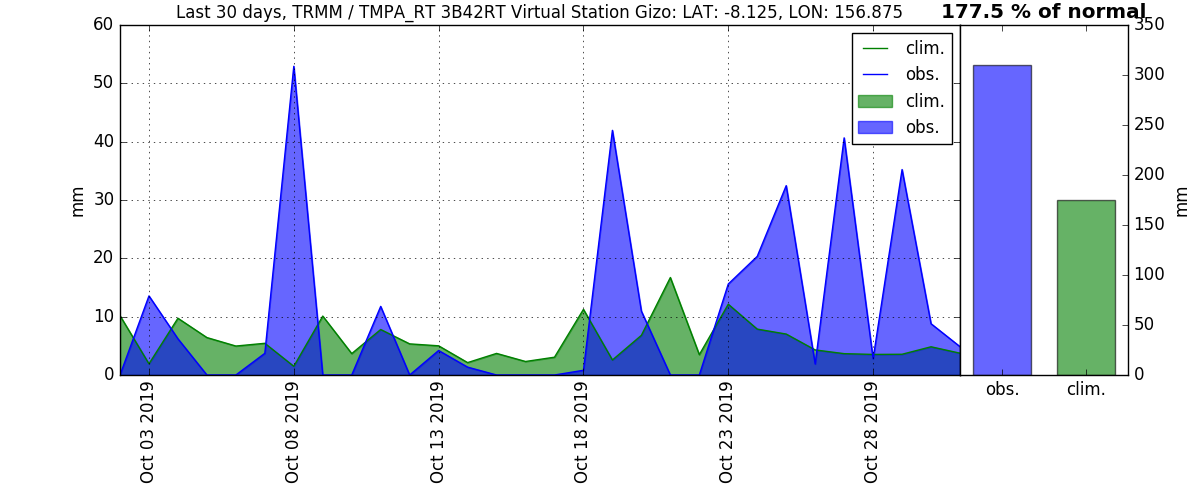 Last 30 days, TRMM / TMPA_RT 3B42RT Virtual Station Gizo: LAT: -8.125, LON: 156.875
177.5 % of normal
60
50
40
30
20
10
0
mm
clim.
obs.
clim.
obs.
350
300
250
200
150
100
50
0
mm
Oct 03 2019
Oct 08 2019
Oct 13 2019
Oct 18 2019
Oct 23 2019
Oct 28 2019
obs.
clim.